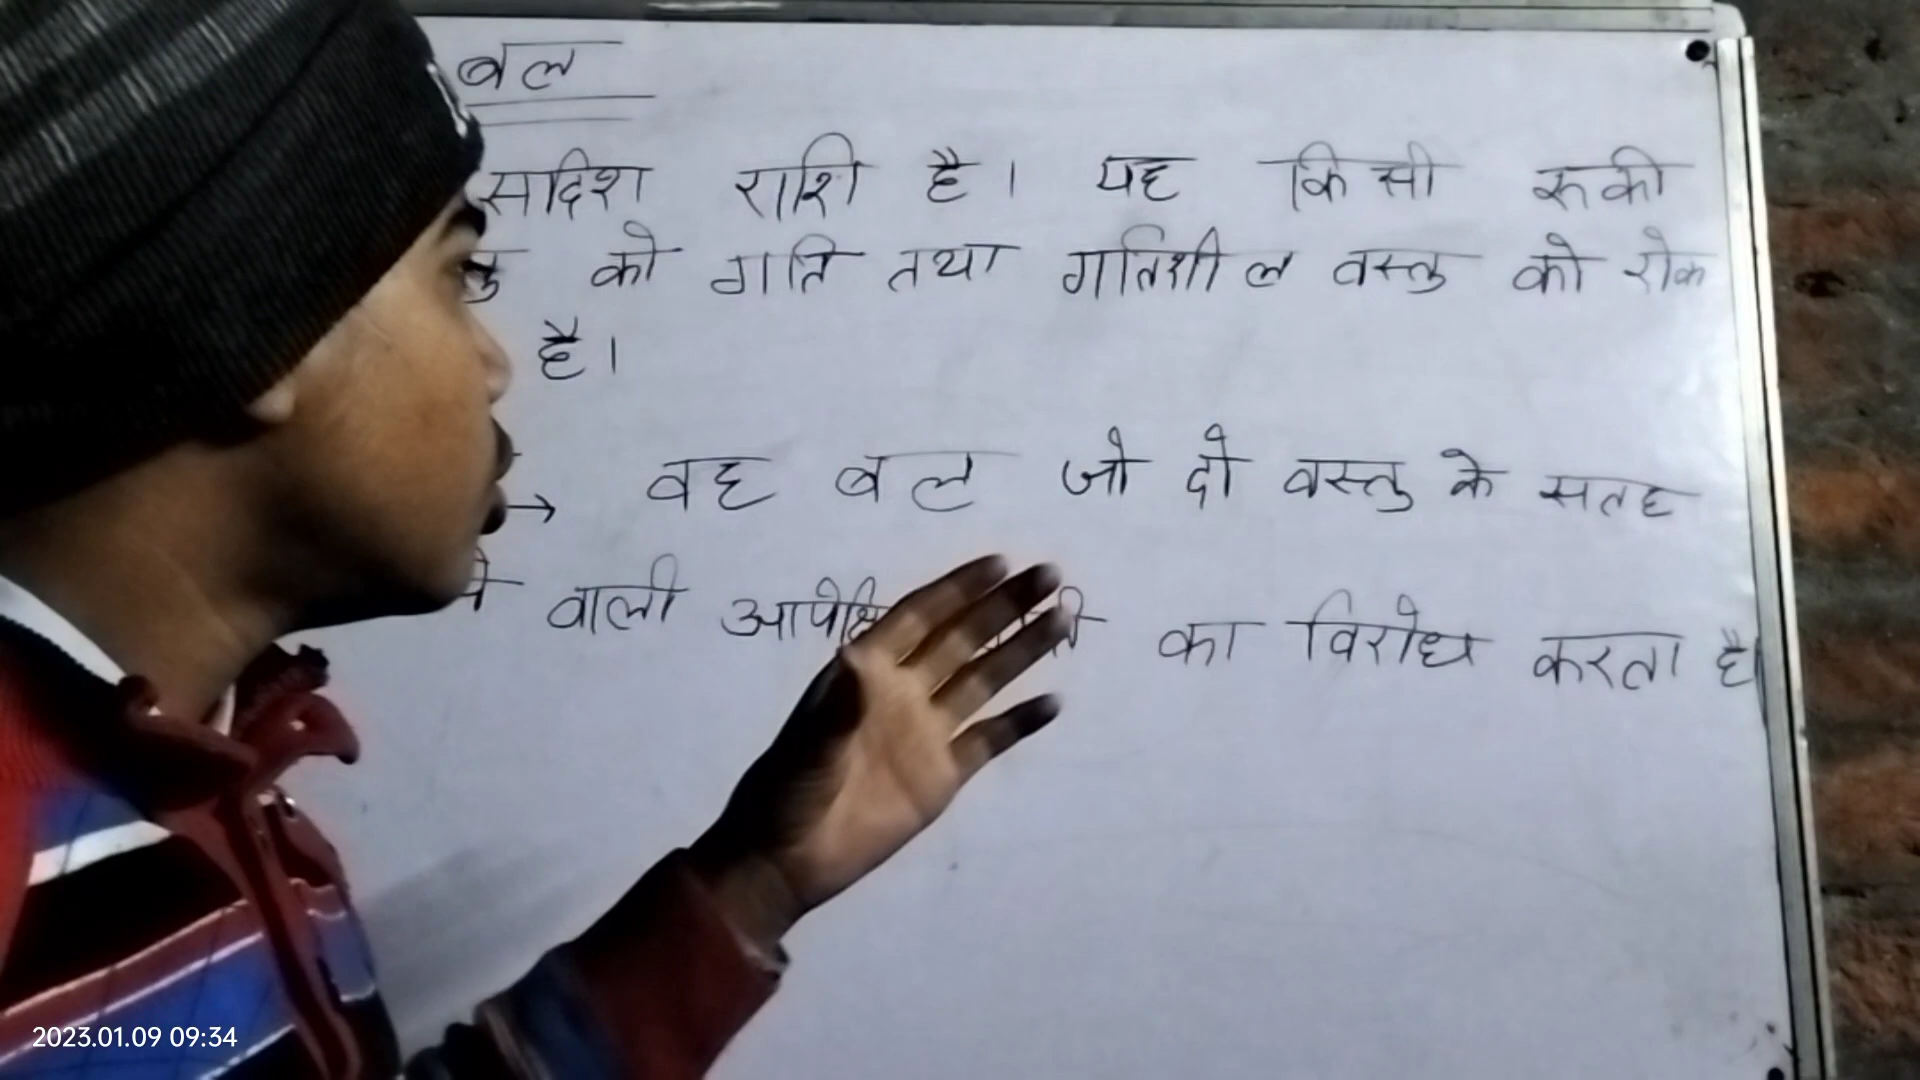 बल
सदिश राशि है। यह किसी रूकी
को गति तथा गतिशील वस्तु को रोक
है।
→ वह बल जो दो वस्तु के सतह
वाली का विरोध करता है।
2023.01.09 09:34